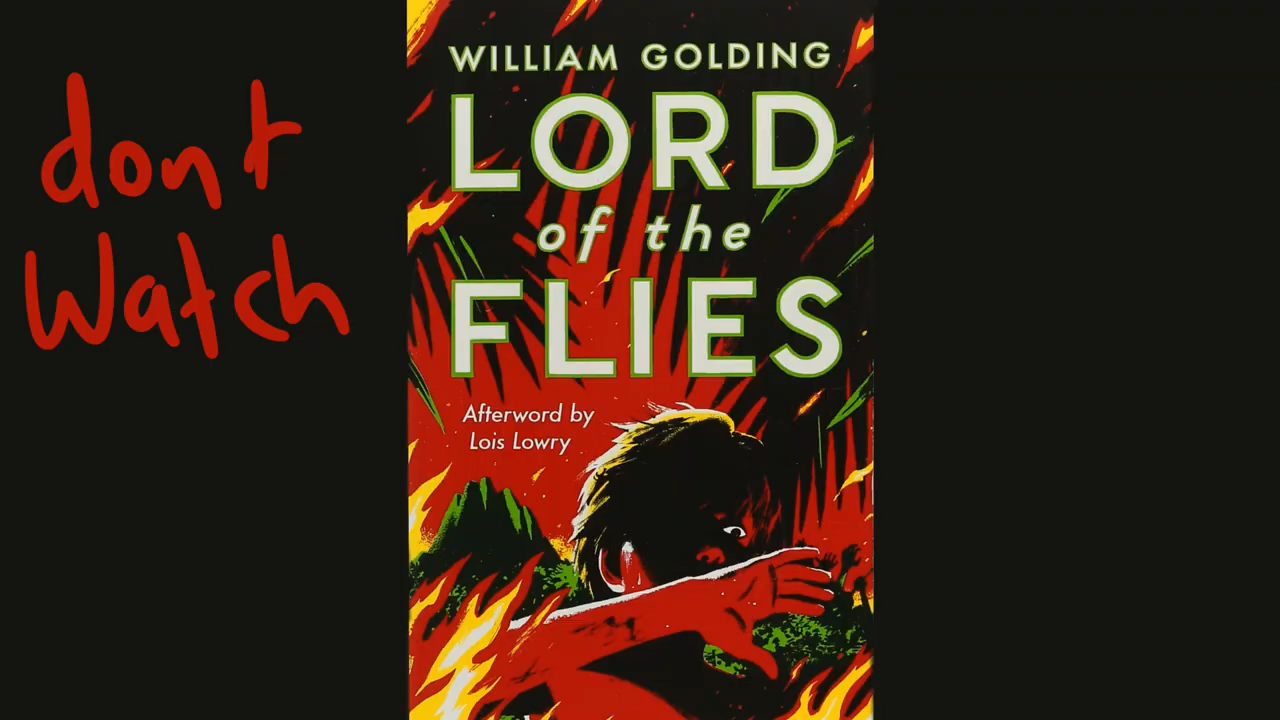 dont
watch
WILLIAM GOLDING
LORD
of the
FLIES
Afterword by
Lois Lowry